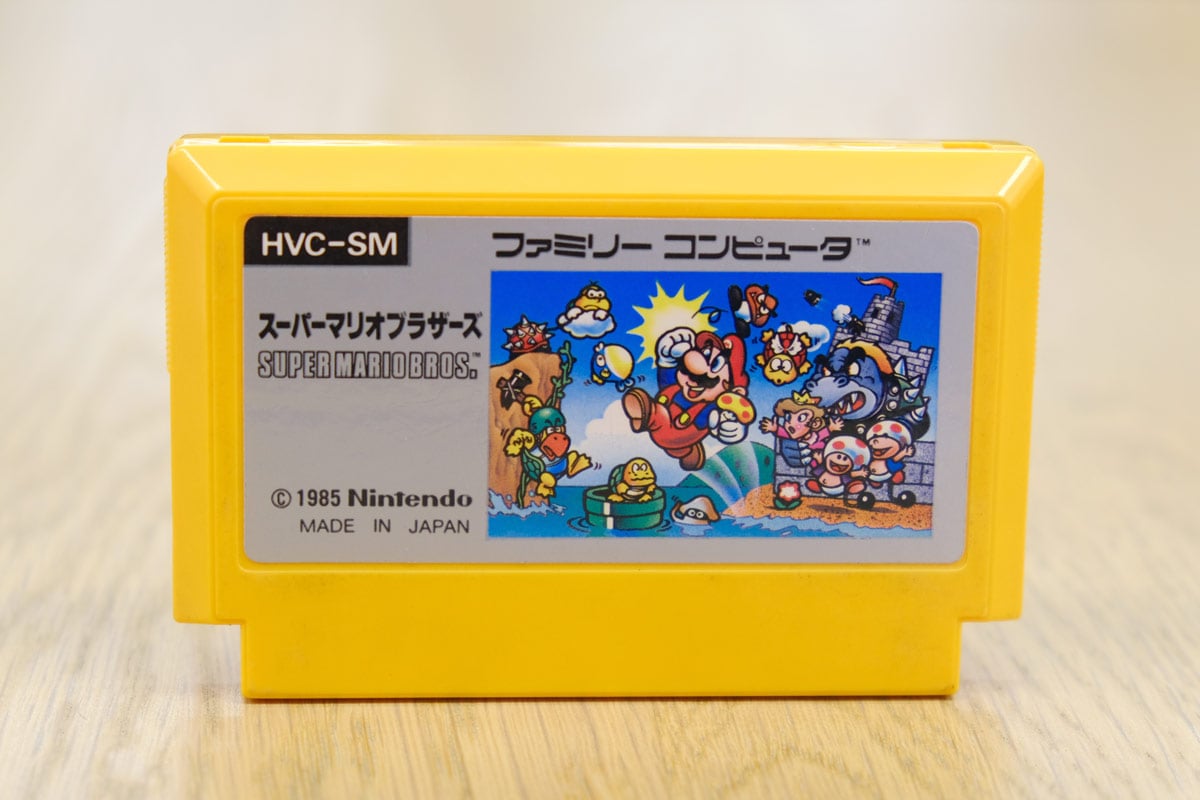 HVC-SM
ファミリー コンピュータ™
スーパーマリオブラザーズ
SUPER MARIO BROS.™
© 1985 Nintendo
MADE IN JAPAN